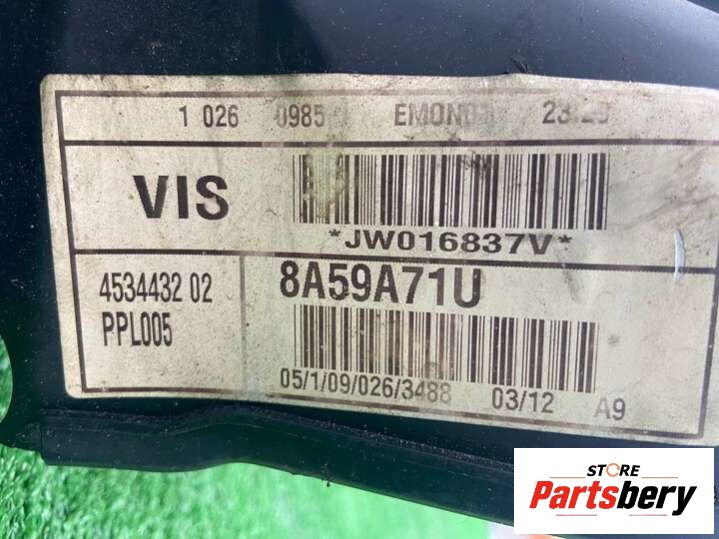 1 026 0985
VIS
*JW016837V*
4534432 02
8A59A71U
PPL005
05/1/09/026/3488 03/12 A9
STORE
Partsbery